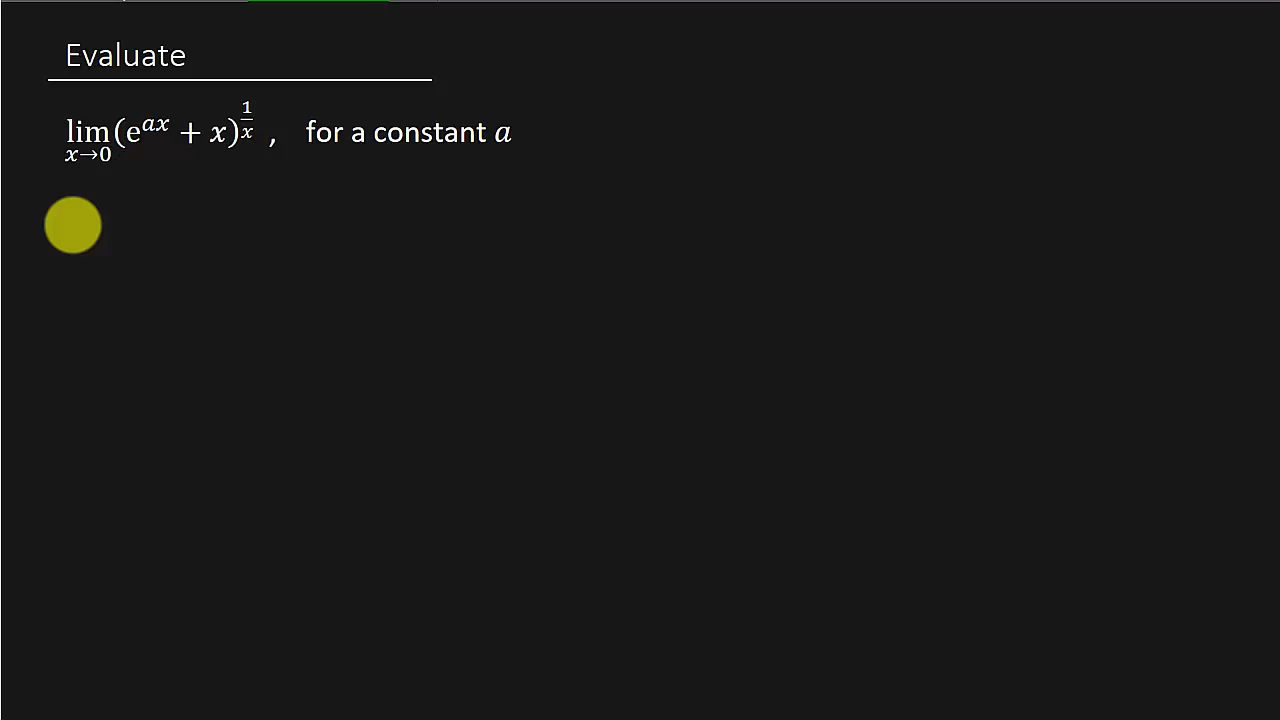 Evaluate
lim x→0 (e^{ax} + x)^{1/x} , for a constant a